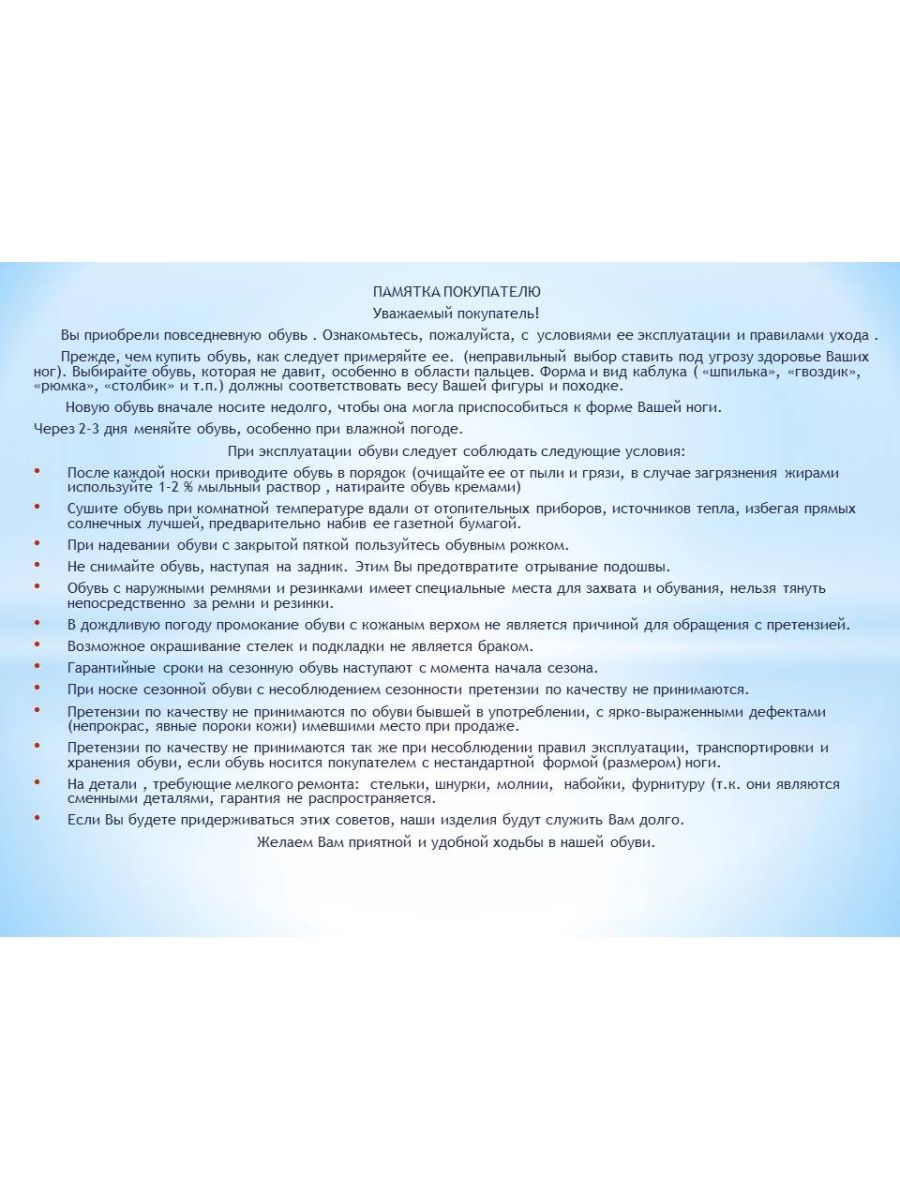 ПАМЯТКА ПОКУПАТЕЛЮ
Уважаемый покупатель!
Вы приобрели повседневную обувь . Ознакомьтесь, пожалуйста, с условиями ее эксплуатации и правилами ухода .
Прежде, чем купить обувь, как следует примеряйте ее. (неправильный выбор ставить под угрозу здоровье Ваших
ног). Выбирайте обувь, которая не давит, особенно в области пальцев. Форма и вид каблука ( «шпилька», «гвоздик»,
«рюмка», «столбик» и т.п.) должны соответствовать весу Вашей фигуры и походке.
Новую обувь вначале носите недолго, чтобы она могла приспособиться к форме Вашей ноги.
Через 2-3 дня меняйте обувь, особенно при влажной погоде.
При эксплуатации обуви следует соблюдать следующие условия:
• После каждой носки приводите обувь в порядок (очищайте ее от пыли и грязи, в случае загрязнения жирами
используйте 1-2 % мыльный раствор , натирайте обувь кремами)
• Сушите обувь при комнатной температуре вдали от отопительных приборов, источников тепла, избегая прямых
солнечных лучшей, предварительно набив ее газетной бумагой.
• При надевании обуви с закрытой пяткой пользуйтесь обувным рожком.
• Не снимайте обувь, наступая на задник. Этим Вы предотвратите отрывание подошвы.
• Обувь с наружными ремнями и резинками имеет специальные места для захвата и обувания, нельзя тянуть
непосредственно за ремни и резинки.
• В дождливую погоду промокание обуви с кожаным верхом не является причиной для обращения с претензией.
• Возможное окрашивание стелек и подкладки не является браком.
• Гарантийные сроки на сезонную обувь наступают с момента начала сезона.
• При носке сезонной обуви с несоблюдением сезонности претензии по качеству не принимаются.
• Претензии по качеству не принимаются по обуви бывшей в употреблении, с ярко-выраженными дефектами
(непрокрас, явные пороки кожи) имевшими место при продаже.
• Претензии по качеству не принимаются так же при несоблюдении правил эксплуатации, транспортировки и
хранения обуви, если обувь носится покупателем с нестандартной формой (размером) ноги.
• На детали , требующие мелкого ремонта: стельки, шнурки, молнии, набойки, фурнитуру (т.к. они являются
сменными деталями, гарантия не распространяется.
• Если Вы будете придерживаться этих советов, наши изделия будут служить Вам долго.
Желаем Вам приятной и удобной ходьбы в нашей обуви.